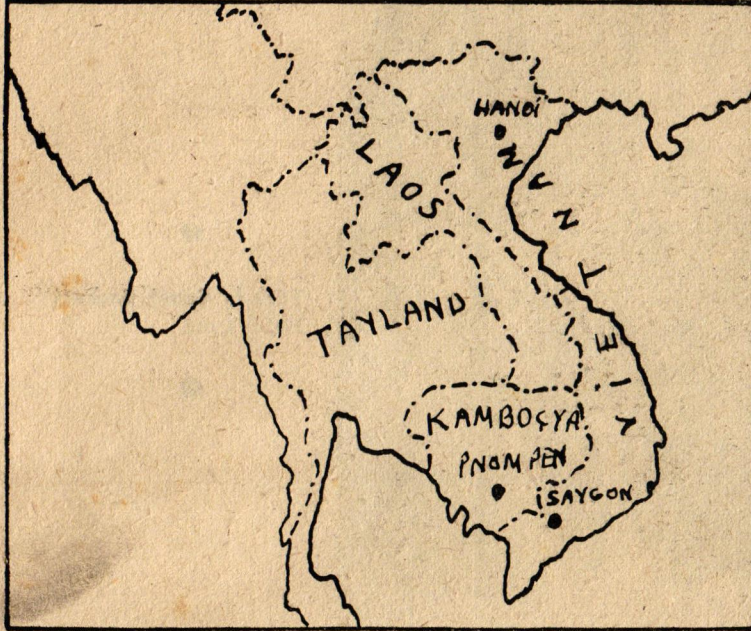 HANOİ
LAOS
VİETNAM
TAYLAND
KAMBOÇYA
PNOM PEN
SAYGON